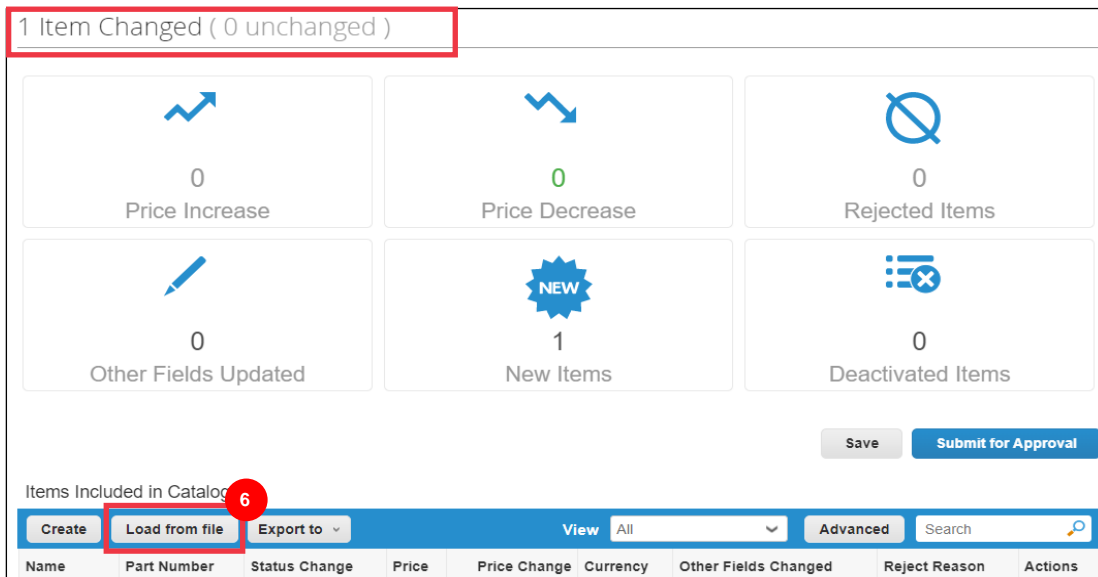 1 Item Changed ( 0 unchanged )
0 0 0
Price Increase Price Decrease Rejected Items
NEW
0 1 0
Other Fields Updated New Items Deactivated Items
Save Submit for Approval
Items Included in Catalog
6
Create Load from file Export to View All Advanced Search
Name Part Number Status Change Price Price Change Currency Other Fields Changed Reject Reason Actions